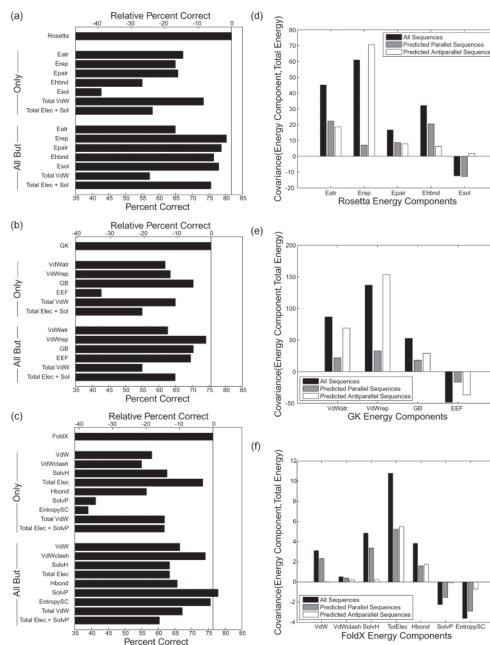 (a)
Relative Percent Correct
-40 -30 -20 -10 0
Rosetta
Only
Eatr
Erep
Epair
Ehbnd
Esol
Total VdW
Total Elec + Sol
All But
Eatr
Erep
Epair
Ehbnd
Esol
Total VdW
Total Elec + Sol
35 40 45 50 55 60 65 70 75 80 85
Percent Correct
(b)
Relative Percent Correct
-40 -30 -20 -10 0
GK
Only
VdWatr
VdWrep
GB
EEF
Total VdW
Total Elec + Sol
All But
VdWatr
VdWrep
GB
EEF
Total VdW
Total Elec + Sol
35 40 45 50 55 60 65 70 75 80 85
Percent Correct
(c)
Relative Percent Correct
-40 -30 -20 -10 0
FoldX
Only
VdW
VdWclash
SolvH
Total Elec
Hbond
SolvP
EntropySC
Total VdW
Total Elec + SolvP
All But
VdW
VdWclash
SolvH
Total Elec
Hbond
SolvP
EntropySC
Total VdW
Total Elec + SolvP
35 40 45 50 55 60 65 70 75 80 85
Percent Correct
(d)
Covariance(Energy Component,Total Energy)
80
70
60
50
40
30
20
10
0
-10
-20
All Sequences
Predicted Parallel Sequences
Predicted Antiparallel Sequences
Eatr Erep Epair Ehbnd Esol
Rosetta Energy Components
(e)
Covariance(Energy Component,Total Energy)
200
150
100
50
0
-50
All Sequences
Predicted Parallel Sequences
Predicted Antiparallel Sequences
VdWatr VdWrep GB EEF
GK Energy Components
(f)
Covariance(Energy Component,Total Energy)
12
10
8
6
4
2
0
-2
-4
All Sequences
Predicted Parallel Sequences
Predicted Antiparallel Sequences
VdW VdWclash SolvH TotElec Hbond SolvP EntropySC
FoldX Energy Components